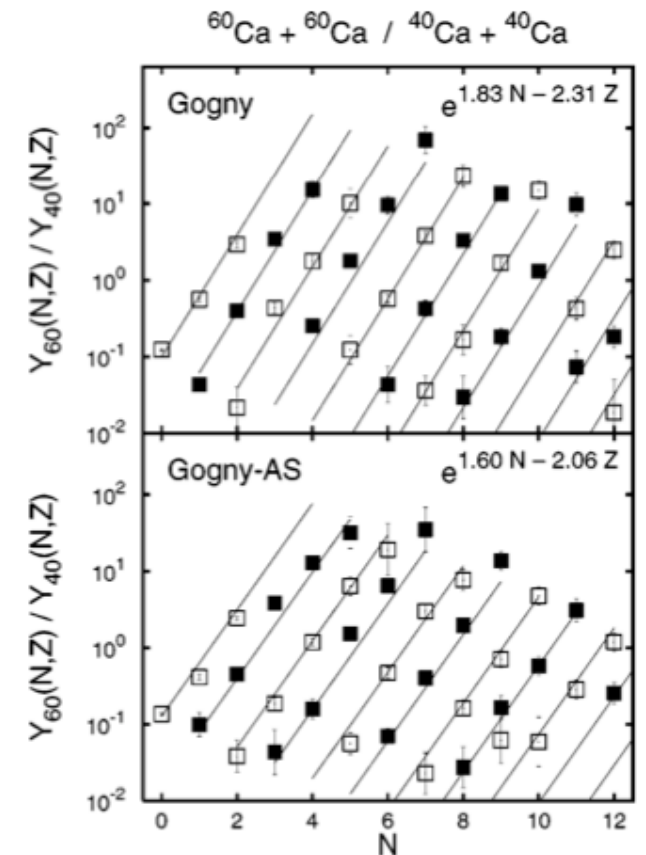 ⁶⁰Ca + ⁶⁰Ca / ⁴⁰Ca + ⁴⁰Ca
Gogny
e^1.83 N – 2.31 Z
10²
10¹
10⁰
10⁻¹
10⁻²
Y₆₀(N,Z) / Y₄₀(N,Z)
Gogny-AS
e^1.60 N – 2.06 Z
10²
10¹
10⁰
10⁻¹
10⁻²
Y₆₀(N,Z) / Y₄₀(N,Z)
0 2 4 6 8 10 12
N